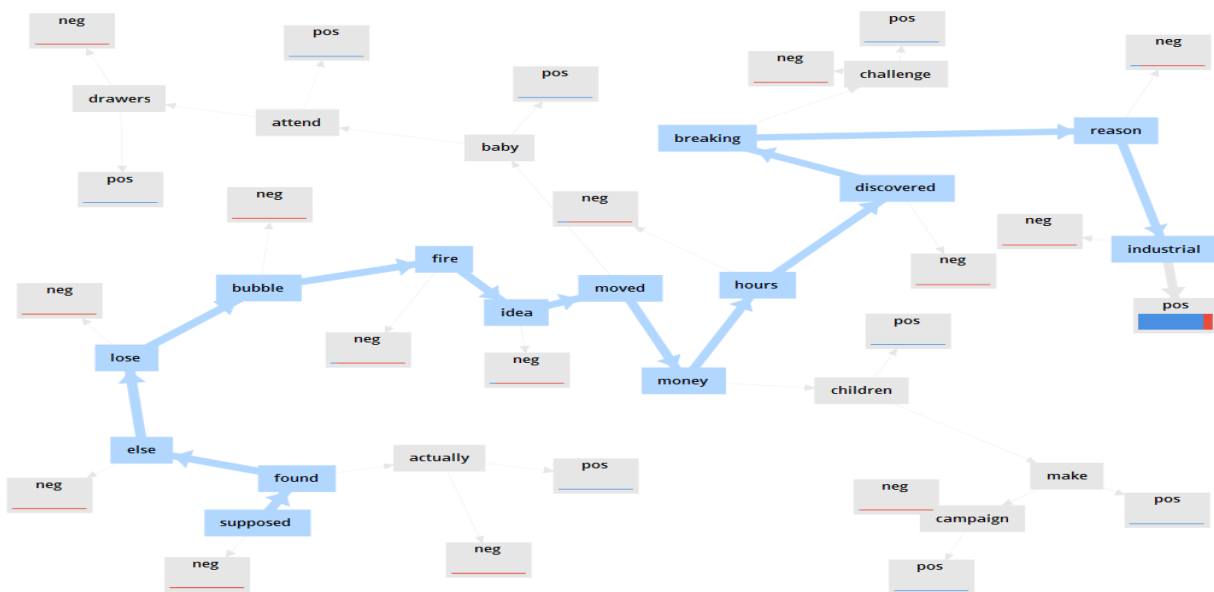 neg
pos
pos
neg
neg
challenge
pos
drawers
attend
breaking
reason
baby
pos
neg
neg
discovered
neg
industrial
fire
neg
bubble
moved
hours
neg
idea
pos
pos
neg
neg
lose
money
children
else
actually
pos
found
make
neg
neg
pos
supposed
campaign
neg
neg
pos